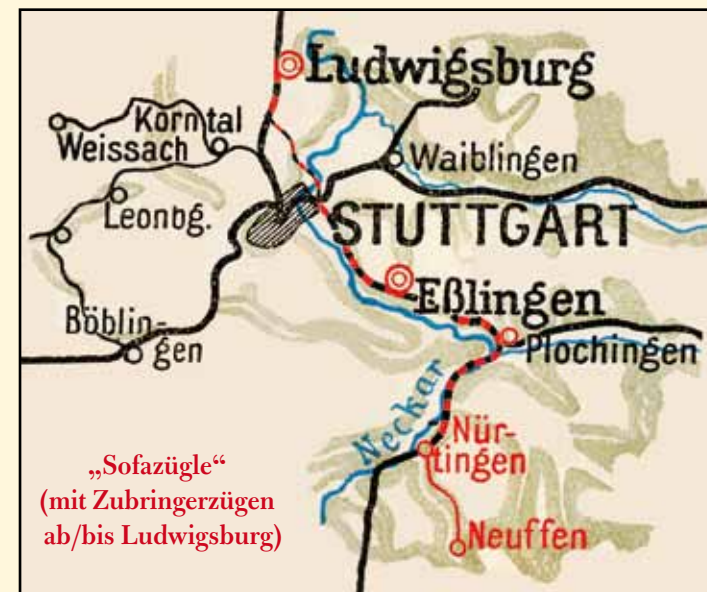 Ludwigsburg
Korntal
Weissach
Waiblingen
Leonbg.
STUTTGART
Eßlingen
Böblin-
gen
Plochingen
Neckar
Nür-
tingen
„Sofazügle“
(mit Zubringerzügen
ab/bis Ludwigsburg)
Neuffen